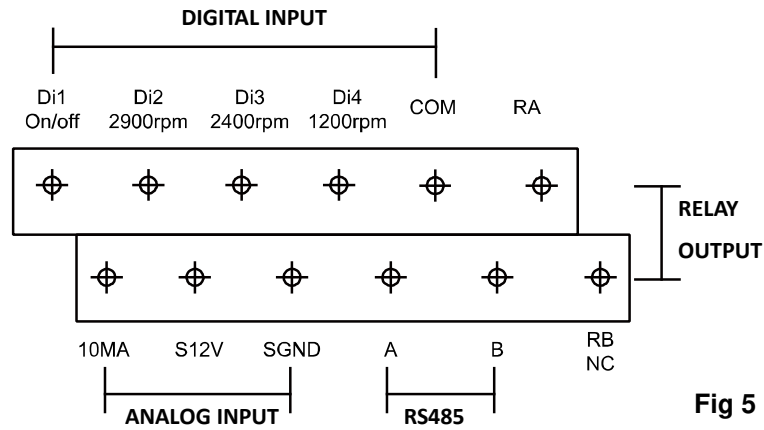 DIGITAL INPUT
Di1 Di2 Di3 Di4 COM RA
On/off 2900rpm 2400rpm 1200rpm
RELAY
OUTPUT
10MA S12V SGND A B RB
NC
ANALOG INPUT RS485
Fig 5